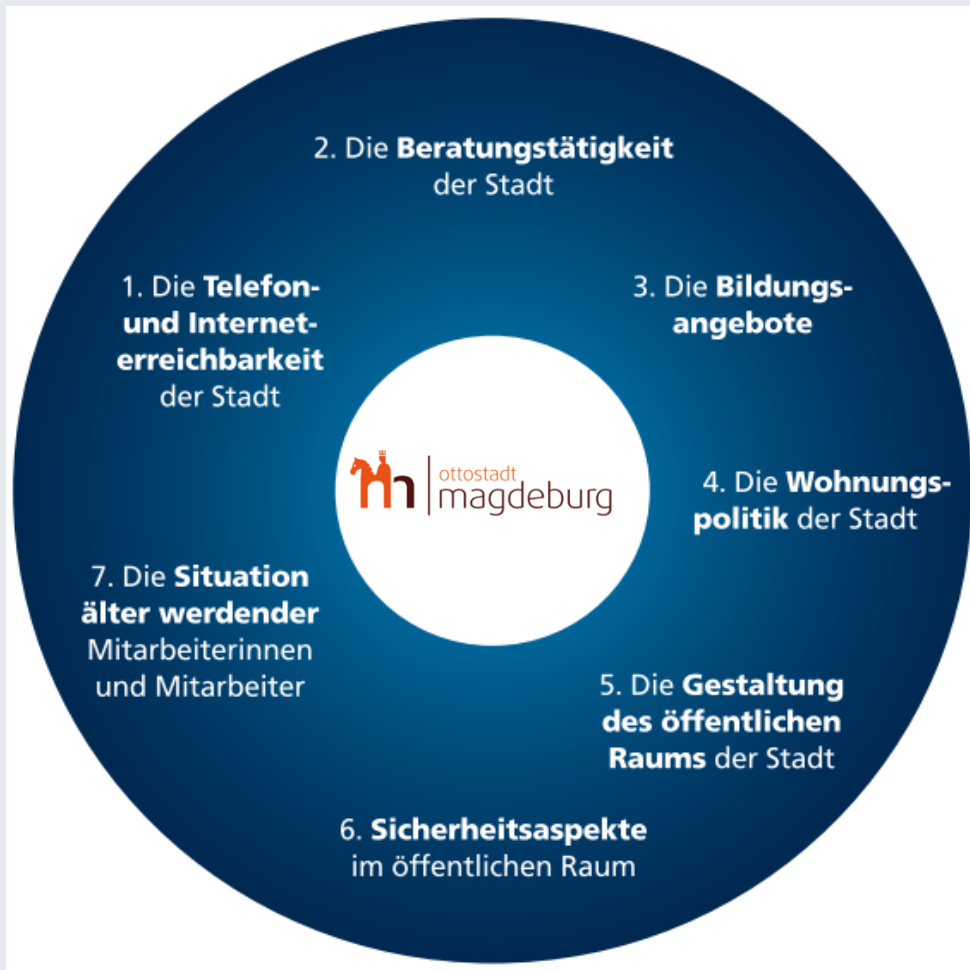 2. Die Beratungstätigkeit
der Stadt
1. Die Telefon-
und Internet-
erreichbarkeit
der Stadt
3. Die Bildungs-
angebote
ottostadt
magdeburg
4. Die Wohnungs-
politik der Stadt
7. Die Situation
älter werdender
Mitarbeiterinnen
und Mitarbeiter
5. Die Gestaltung
des öffentlichen
Raums der Stadt
6. Sicherheitsaspekte
im öffentlichen Raum